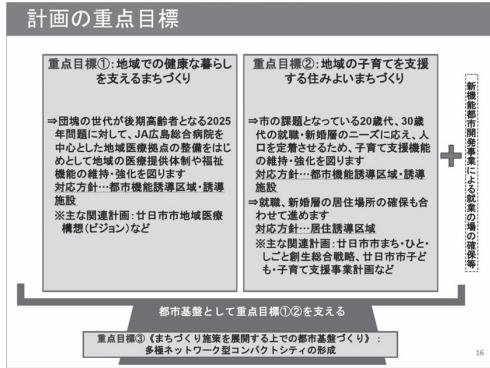 計画の重点目標
重点目標①:地域での健康な暮らし
を支えるまちづくり
⇒団塊の世代が後期高齢者となる2025
年問題に対して、JA広島総合病院を
中心とした地域医療拠点の整備をはじ
めとして地域の医療提供体制や福祉
機能の維持・強化を図ります
対応方針…都市機能誘導区域・誘導
施設
※主な関連計画:廿日市市地域医療
構想(ビジョン)など
重点目標②:地域の子育てを支援
する住みよいまちづくり
⇒市の課題となっている20歳代、30歳
代の就職・新婚層のニーズに応え、人
口を定着させるため、子育て支援機能
の維持・強化を図ります
対応方針…都市機能誘導区域・誘導
施設
⇒就職、新婚層の居住場所の確保も合
わせて進めます
対応方針…居住誘導区域
※主な関連計画:廿日市市まち・ひと・
しごと創生総合戦略、廿日市市子ど
も・子育て支援事業計画など
新機能都市開発事業による就業の場の確保等
都市基盤として重点目標①②を支える
重点目標③《まちづくり施策を展開する上での都市基盤づくり》:
多極ネットワーク型コンパクトシティの形成
16